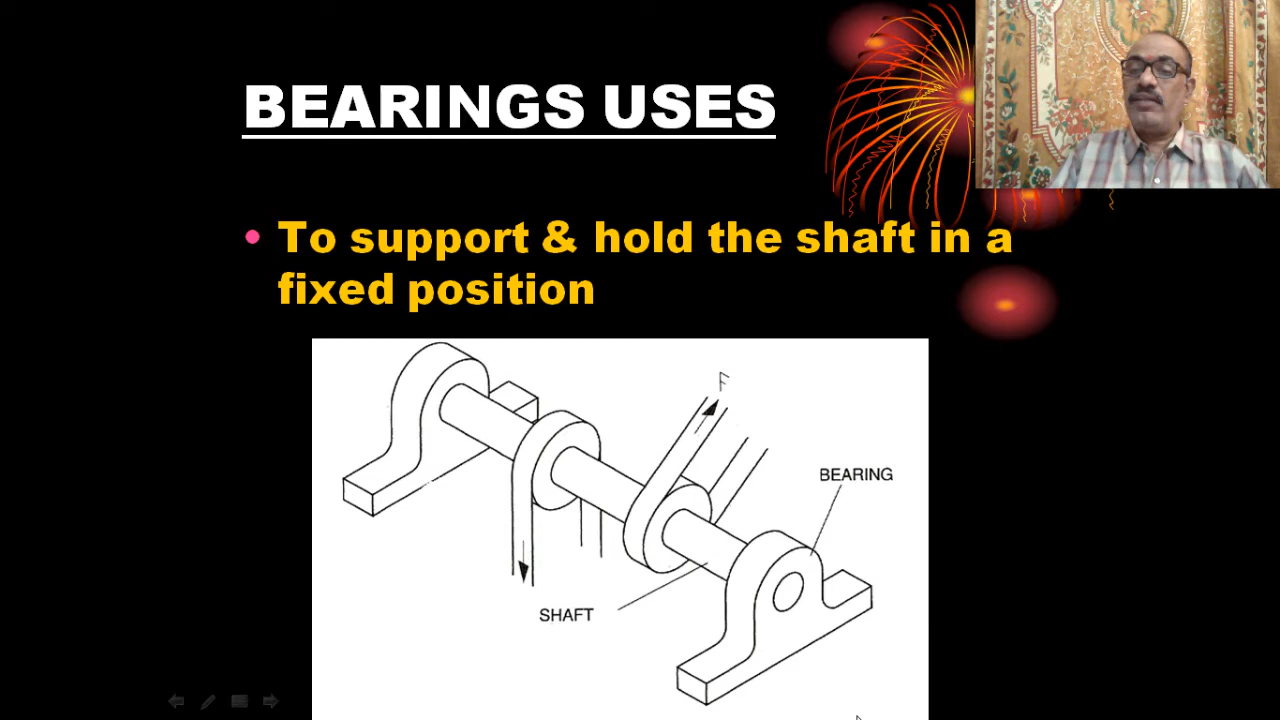 BEARINGS USES
• To support & hold the shaft in a
fixed position
F
BEARING
SHAFT